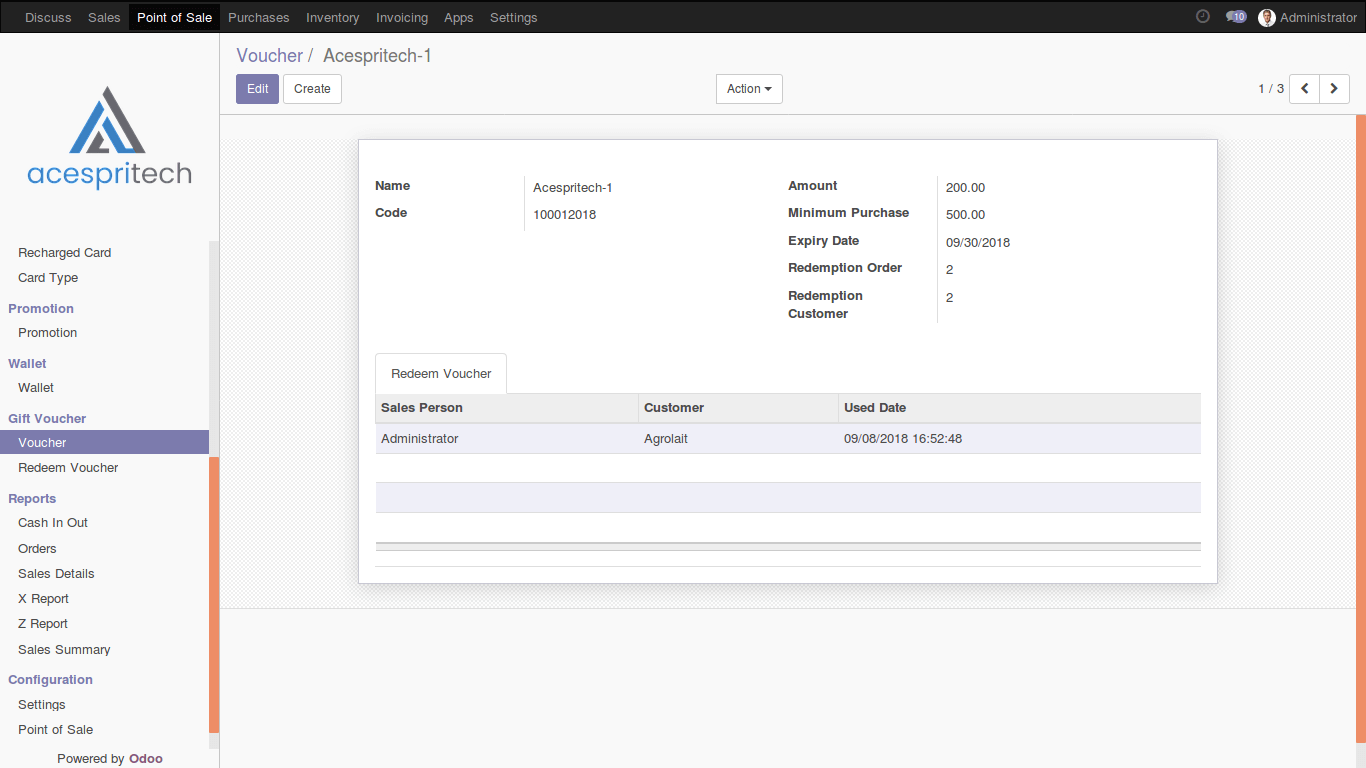 Discuss Sales Point of Sale Purchases Inventory Invoicing Apps Settings 10 Administrator
acespritech
Recharged Card
Card Type
Promotion
Promotion
Wallet
Wallet
Gift Voucher
Voucher
Redeem Voucher
Reports
Cash In Out
Orders
Sales Details
X Report
Z Report
Sales Summary
Configuration
Settings
Point of Sale
Powered by Odoo
Voucher / Acespritech-1
Edit Create Action 1 / 3
Name Acespritech-1
Code 100012018
Amount 200.00
Minimum Purchase 500.00
Expiry Date 09/30/2018
Redemption Order 2
Redemption 2
Customer
Redeem Voucher
Sales Person Customer Used Date
Administrator Agrolait 09/08/2018 16:52:48